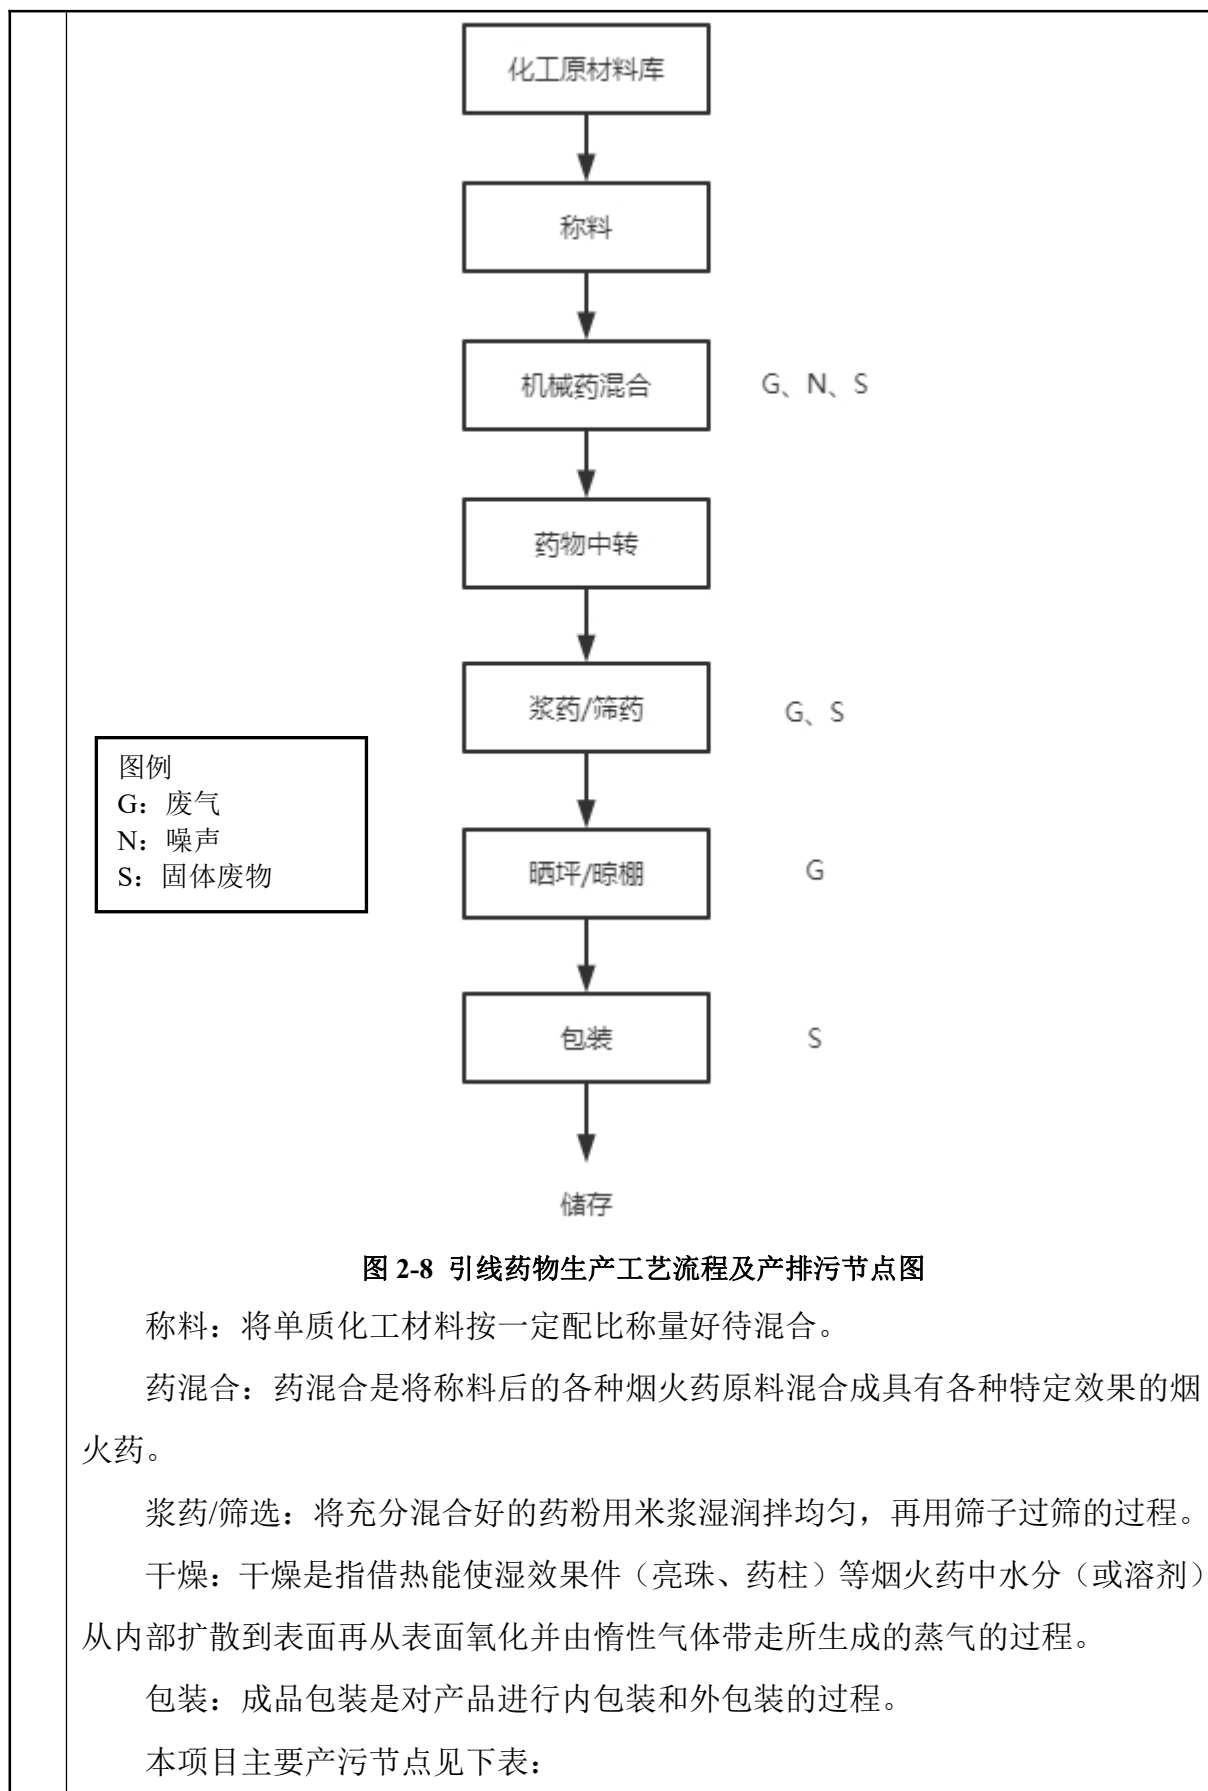 化工原材料库
称料
机械药混合 G、N、S
药物中转
浆药/筛药 G、S
图例
G：废气
N：噪声
S：固体废物
晒坪/晾棚 G
包装 S
储存
图 2-8 引线药物生产工艺流程及产排污节点图
称料：将单质化工材料按一定配比称量好待混合。
药混合：药混合是将称料后的各种烟火药原料混合成具有各种特定效果的烟
火药。
浆药/筛选：将充分混合好的药粉用米浆湿润拌均匀，再用筛子过筛的过程。
干燥：干燥是指借热能使湿效果件（亮珠、药柱）等烟火药中水分（或溶剂）
从内部扩散到表面再从表面氧化并由惰性气体带走所生成的蒸气的过程。
包装：成品包装是对产品进行内包装和外包装的过程。
本项目主要产污节点见下表：